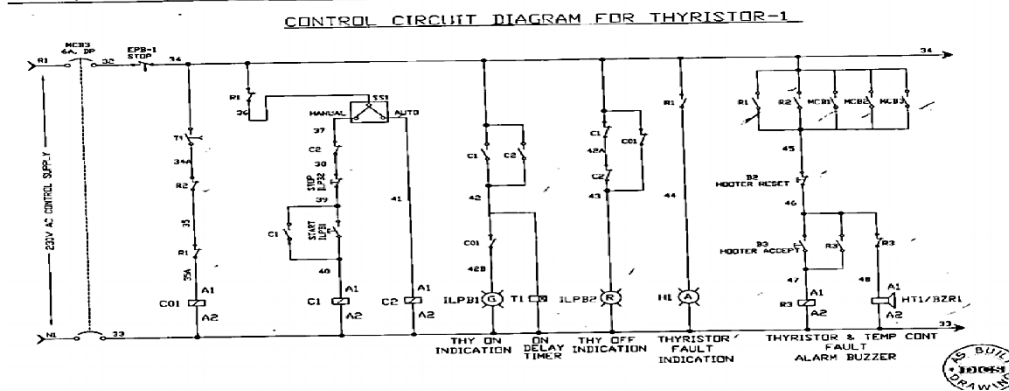 CONTROL CIRCUIT DIAGRAM FOR THYRISTOR-1
MCB3
6A, DP
EPB-1
STOP
R1
32
34
34
T1
34A
R2
35
R1
35A
A1
CO1
A2
230V AC CONTROL SUPPLY
N1
33
33
R1
36
SS1
MANUAL
AUTO
37
C2
38
STOP
ILPB2
39
C1
START
ILPB1
40
A1
C1
A2
41
A1
C2
A2
C1
C2
42
CO1
42B
ILPB1
G
T1
THY ON
INDICATION
ON
DELAY
TIMER
C1
42A
C2
43
CO1
ILPB2
R
THY OFF
INDICATION
R1
44
H1
A
THYRISTOR
FAULT
INDICATION
R1
R2
MCB1
MCB2
MCB3
45
B2
HOOTER RESET
46
B3
HOOTER ACCEPT
R3
R3
47
48
A1
R3
A2
A1
HT1/BZR1
A2
THYRISTOR & TEMP CONT
FAULT
ALARM BUZZER
AS BUILT
DRAWING